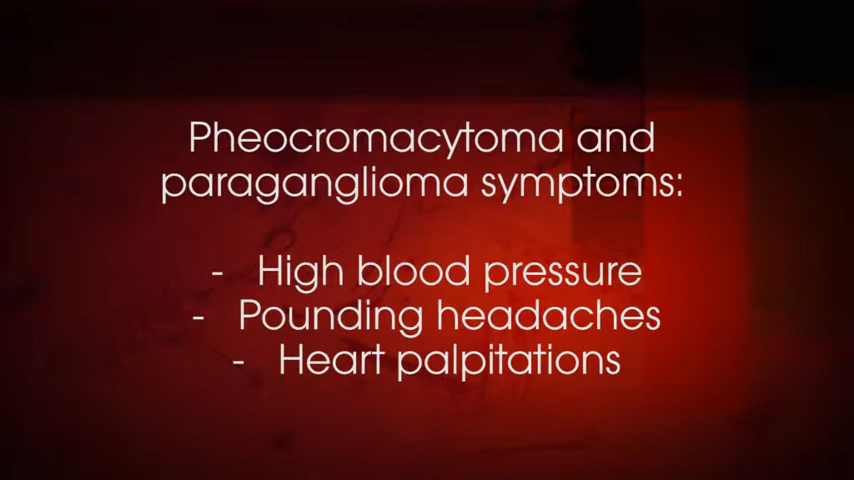 Pheocromacytoma and
paraganglioma symptoms:
- High blood pressure
- Pounding headaches
- Heart palpitations